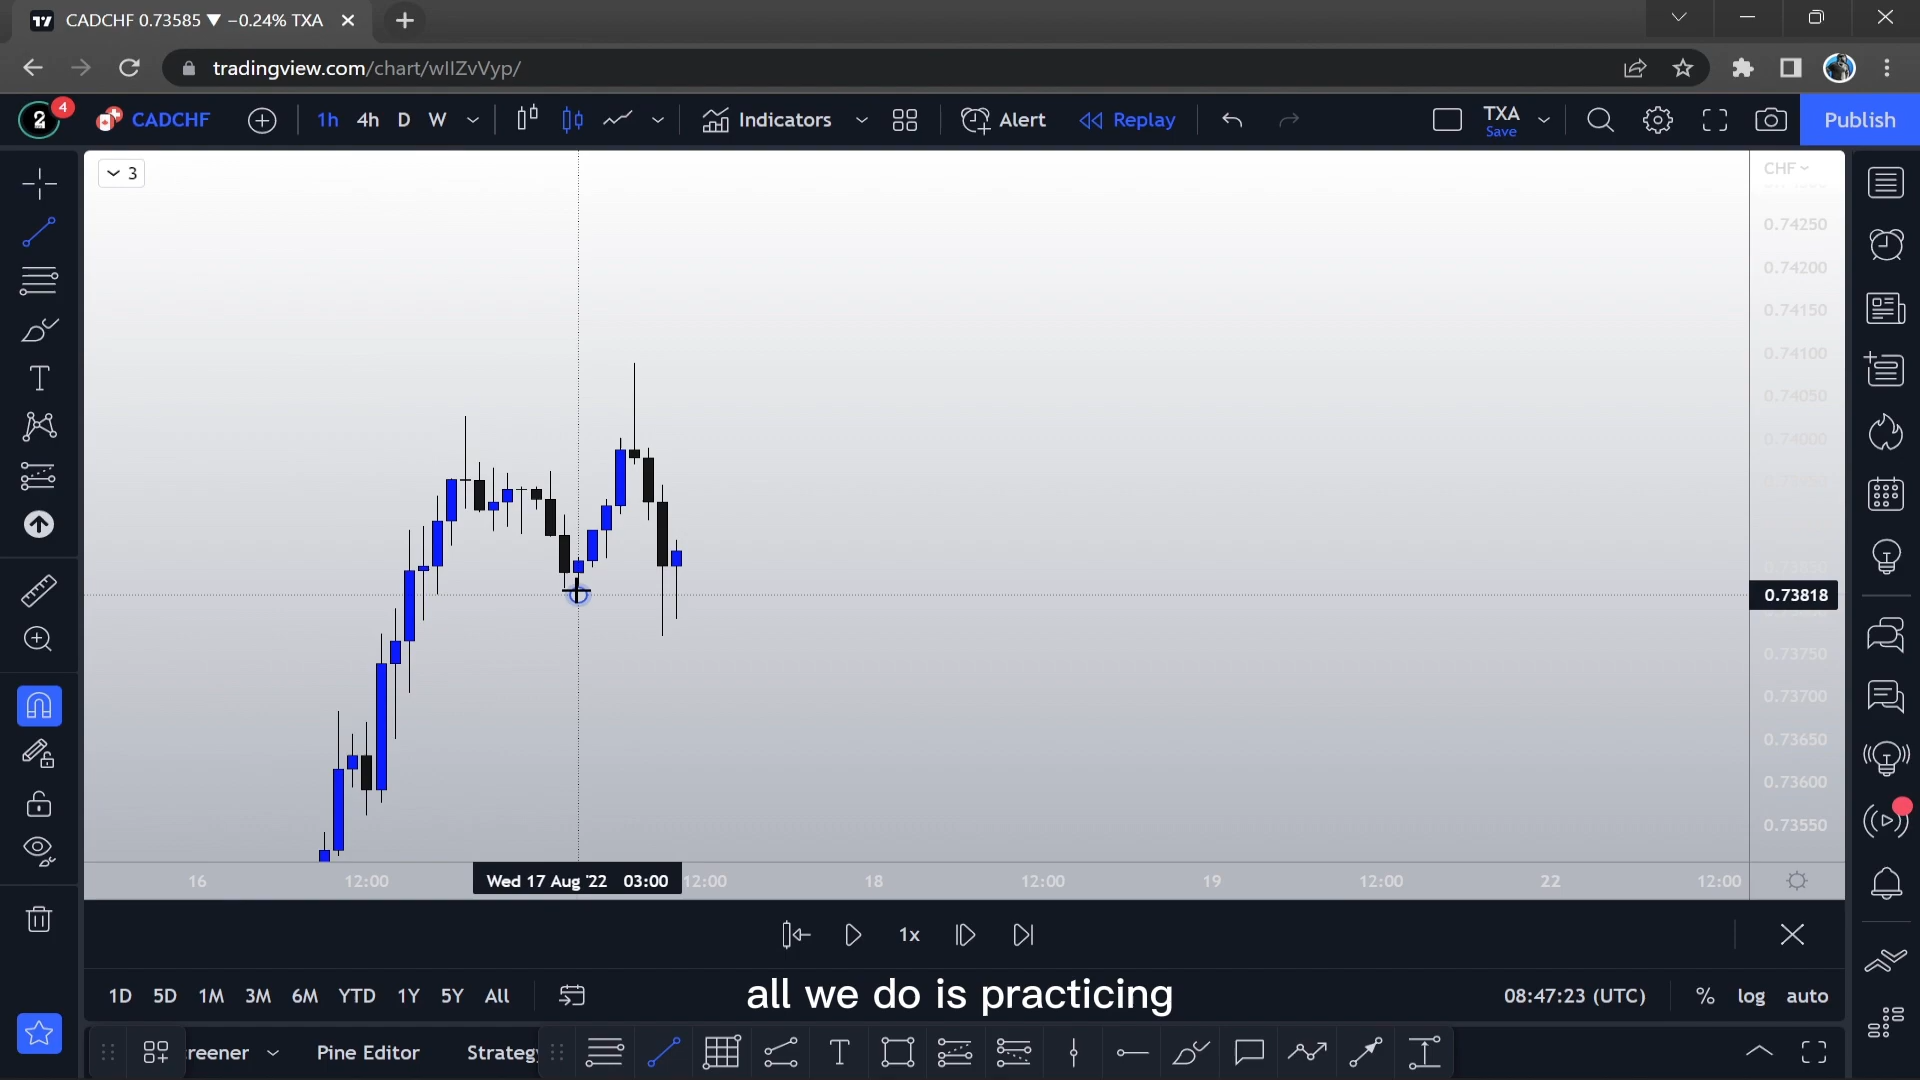 CADCHF 0.73585 ▼ −0.24% TXA
tradingview.com/chart/wIIZvVyp/
4
CADCHF
1h 4h D W
Indicators
Alert
Replay
TXA
Save
Publish
3
CHF
0.74250
0.74200
0.74150
0.74100
0.74050
0.74000
0.73818
0.73750
0.73700
0.73650
0.73600
0.73550
16
12:00
Wed 17 Aug '22 03:00
12:00
18
12:00
19
12:00
22
12:00
1x
1D 5D 1M 3M 6M YTD 1Y 5Y All
all we do is practicing
08:47:23 (UTC)
% log auto
reener
Pine Editor
Strateg